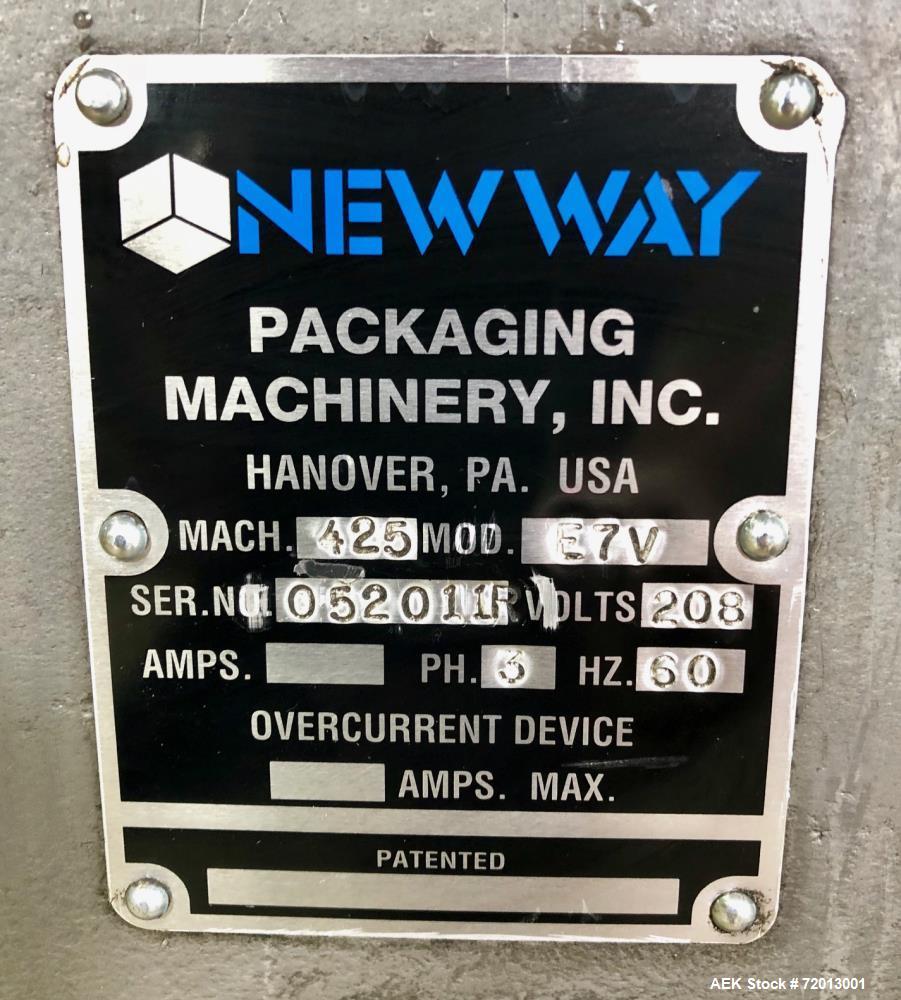 NEW WAY
PACKAGING
MACHINERY, INC.
HANOVER, PA. USA
MACH. 425 MOD. E7V
SER.NO. 052011 VOLTS 208
AMPS. PH. 3 HZ. 60
OVERCURRENT DEVICE
AMPS. MAX.
PATENTED
AEK Stock # 72013001